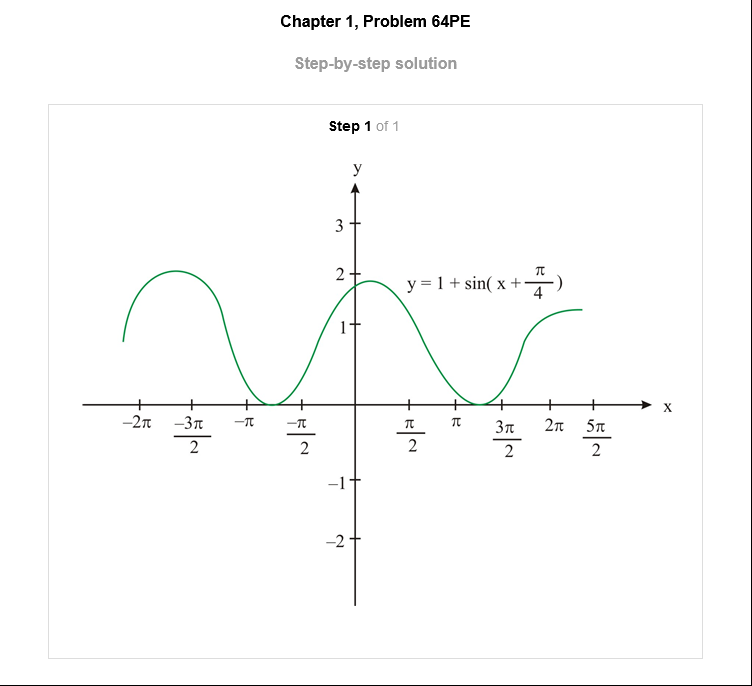 Chapter 1, Problem 64PE
Step-by-step solution
Step 1 of 1
y
3
2
y = 1 + sin( x + π/4 )
1
x
−2π −3π/2 −π −π/2 π/2 π 3π/2 2π 5π/2
−1
−2